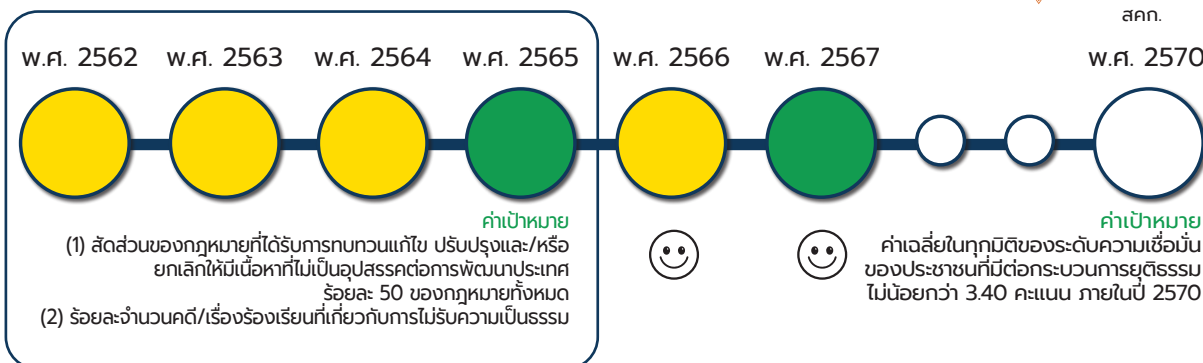 สคก.
พ.ศ. 2562 พ.ศ. 2563 พ.ศ. 2564 พ.ศ. 2565 พ.ศ. 2566 พ.ศ. 2567 พ.ศ. 2570
ค่าเป้าหมาย
(1) สัดส่วนของกฎหมายที่ได้รับการทบทวนแก้ไข ปรับปรุงและ/หรือ
ยกเลิกให้มีเนื้อหาที่ไม่เป็นอุปสรรคต่อการพัฒนาประเทศ
ร้อยละ 50 ของกฎหมายทั้งหมด
(2) ร้อยละจำนวนคดี/เรื่องร้องเรียนที่เกี่ยวกับการไม่รับความเป็นธรรม
ค่าเป้าหมาย
ค่าเฉลี่ยในทุกมิติของระดับความเชื่อมั่น
ของประชาชนที่มีต่อกระบวนการยุติธรรม
ไม่น้อยกว่า 3.40 คะแนน ภายในปี 2570